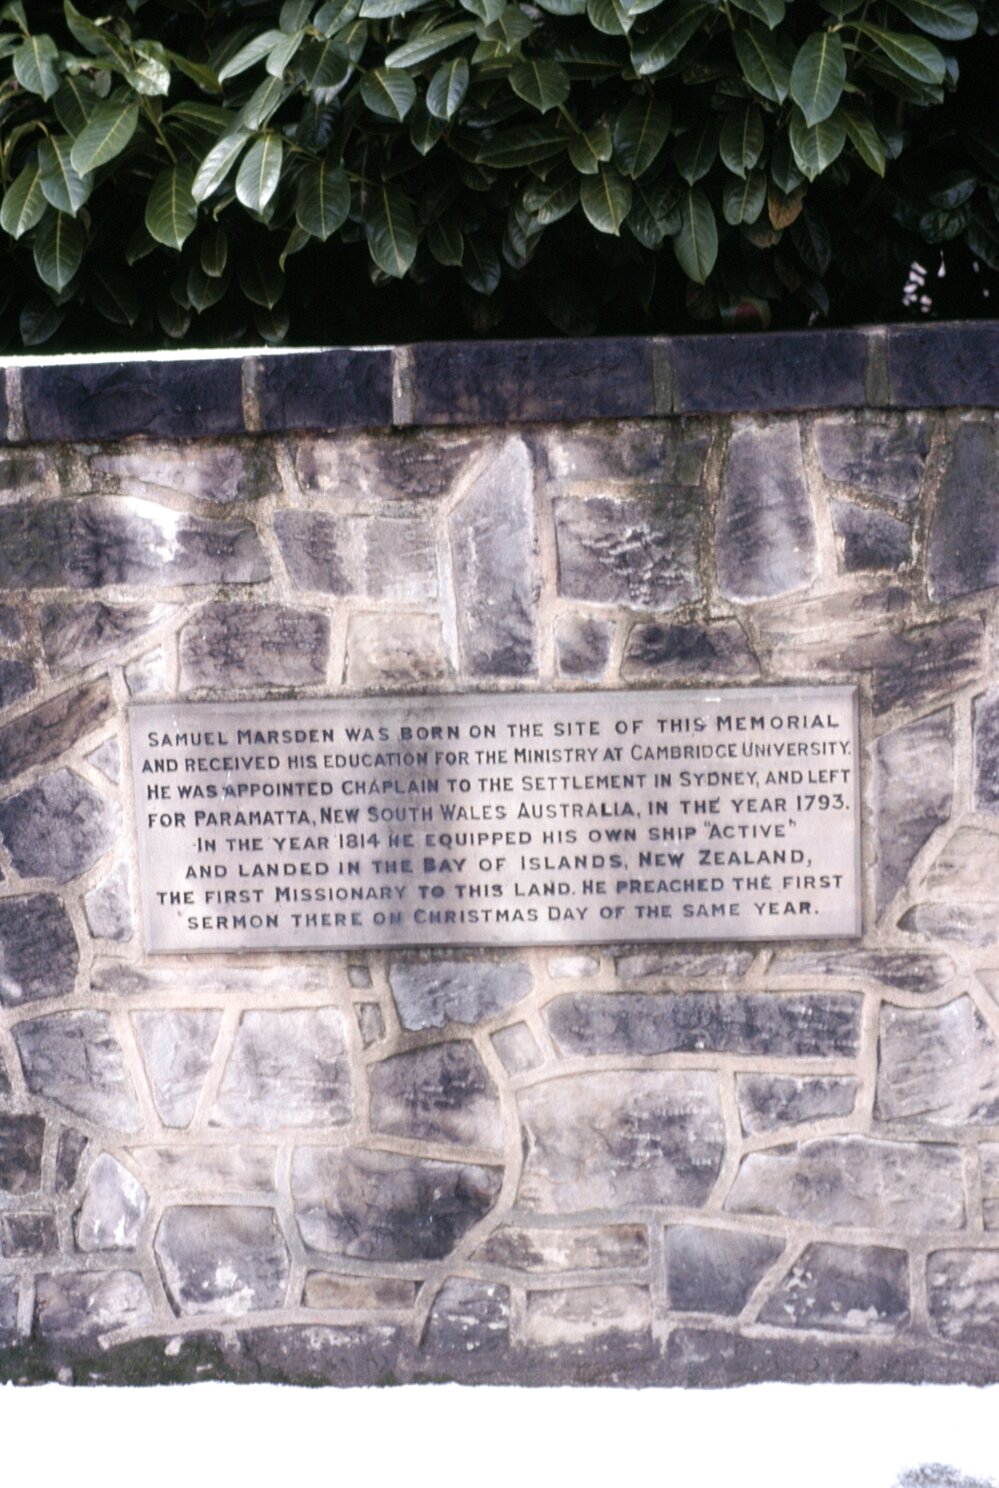 SAMUEL MARSDEN WAS BORN ON THE SITE OF THIS MEMORIAL
AND RECEIVED HIS EDUCATION FOR THE MINISTRY AT CAMBRIDGE UNIVERSITY.
HE WAS APPOINTED CHAPLAIN TO THE SETTLEMENT IN SYDNEY, AND LEFT
FOR PARAMATTA, NEW SOUTH WALES AUSTRALIA, IN THE YEAR 1793.
IN THE YEAR 1814 HE EQUIPPED HIS OWN SHIP "ACTIVE"
AND LANDED IN THE BAY OF ISLANDS, NEW ZEALAND,
THE FIRST MISSIONARY TO THIS LAND. HE PREACHED THE FIRST
SERMON THERE ON CHRISTMAS DAY OF THE SAME YEAR.